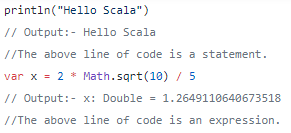 println("Hello Scala")
// Output:- Hello Scala
//The above line of code is a statement.
var x = 2 * Math.sqrt(10) / 5
// Output:- x: Double = 1.2649110640673518
//The above line of code is an expression.